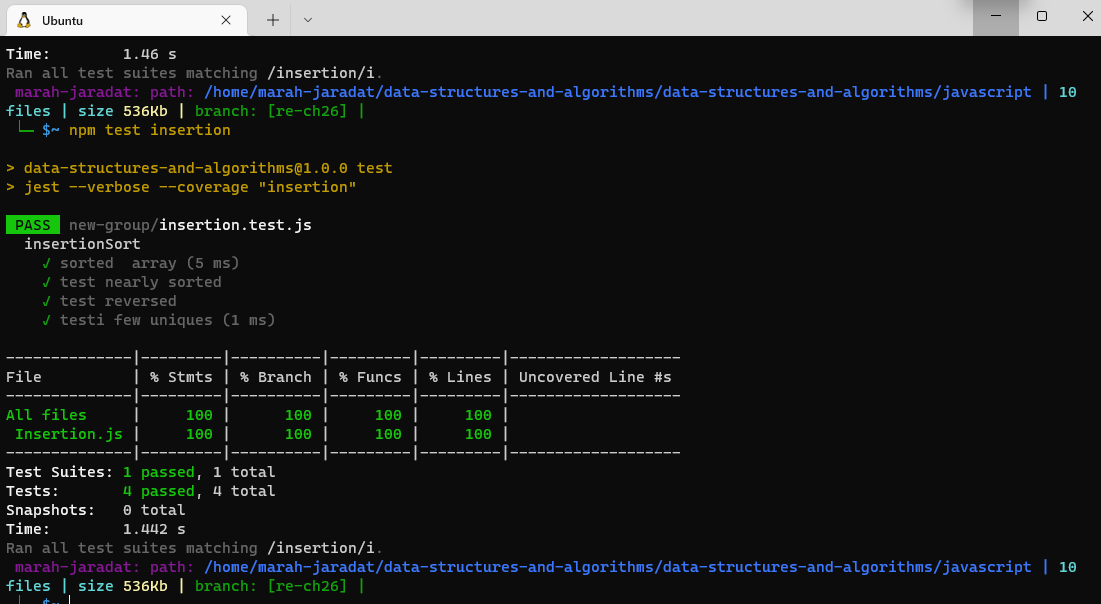 Ubuntu
Time:        1.46 s
Ran all test suites matching /insertion/i.
marah-jaradat: path: /home/marah-jaradat/data-structures-and-algorithms/data-structures-and-algorithms/javascript | 10
files | size 536Kb | branch: [re-ch26] |
└─ $~ npm test insertion
> data-structures-and-algorithms@1.0.0 test
> jest --verbose --coverage "insertion"
PASS new-group/insertion.test.js
insertionSort
√ sorted  array (5 ms)
√ test nearly sorted
√ test reversed
√ testi few uniques (1 ms)
--------------|---------|----------|---------|---------|-------------------
File          | % Stmts | % Branch | % Funcs | % Lines | Uncovered Line #s
--------------|---------|----------|---------|---------|-------------------
All files     |     100 |      100 |     100 |     100 |
Insertion.js |     100 |      100 |     100 |     100 |
--------------|---------|----------|---------|---------|-------------------
Test Suites: 1 passed, 1 total
Tests:       4 passed, 4 total
Snapshots:   0 total
Time:        1.442 s
Ran all test suites matching /insertion/i.
marah-jaradat: path: /home/marah-jaradat/data-structures-and-algorithms/data-structures-and-algorithms/javascript | 10
files | size 536Kb | branch: [re-ch26] |
└─ $~